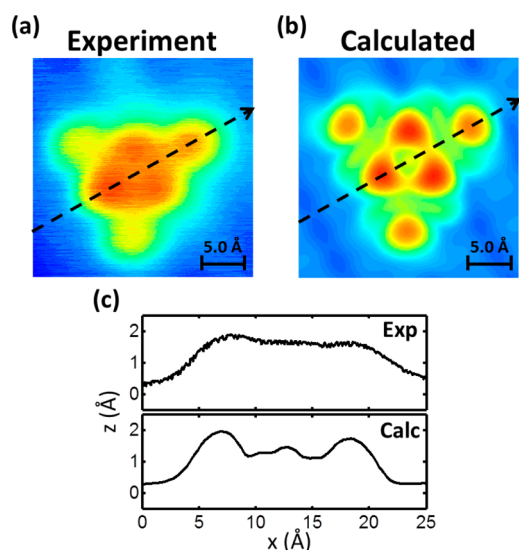 (a) Experiment
(b) Calculated
5.0 Å
5.0 Å
(c)
Exp
2
1
0
Calc
2
1
0
z (Å)
0 5 10 15 20 25
x (Å)